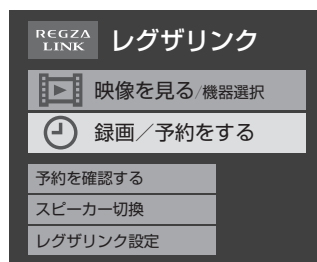 REGZA
LINK
レグザリンク
映像を見る/機器選択
録画／予約をする
予約を確認する
スピーカー切換
レグザリンク設定